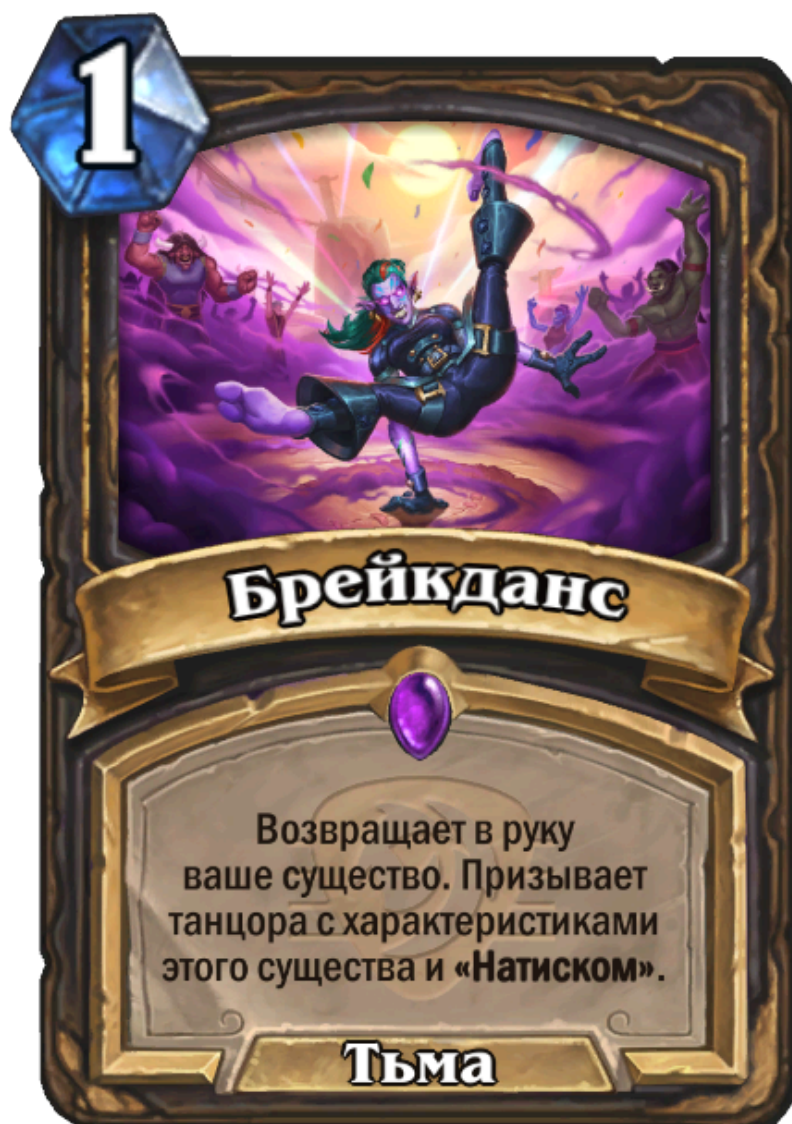 1
Брейкданс
Возвращает в руку
ваше существо. Призывает
танцора с характеристиками
этого существа и «Натиском».
Тьма